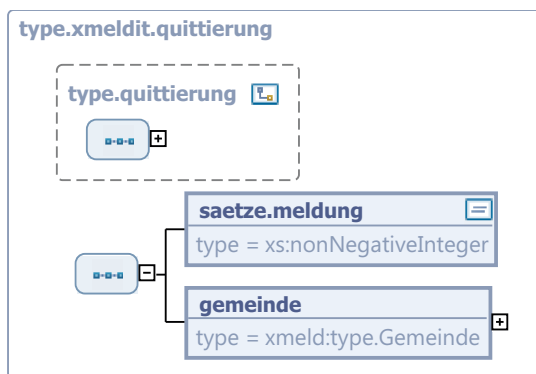 type.xmeldit.quittierung
type.quittierung
saetze.meldung
type = xs:nonNegativeInteger
gemeinde
type = xmeld:type.Gemeinde